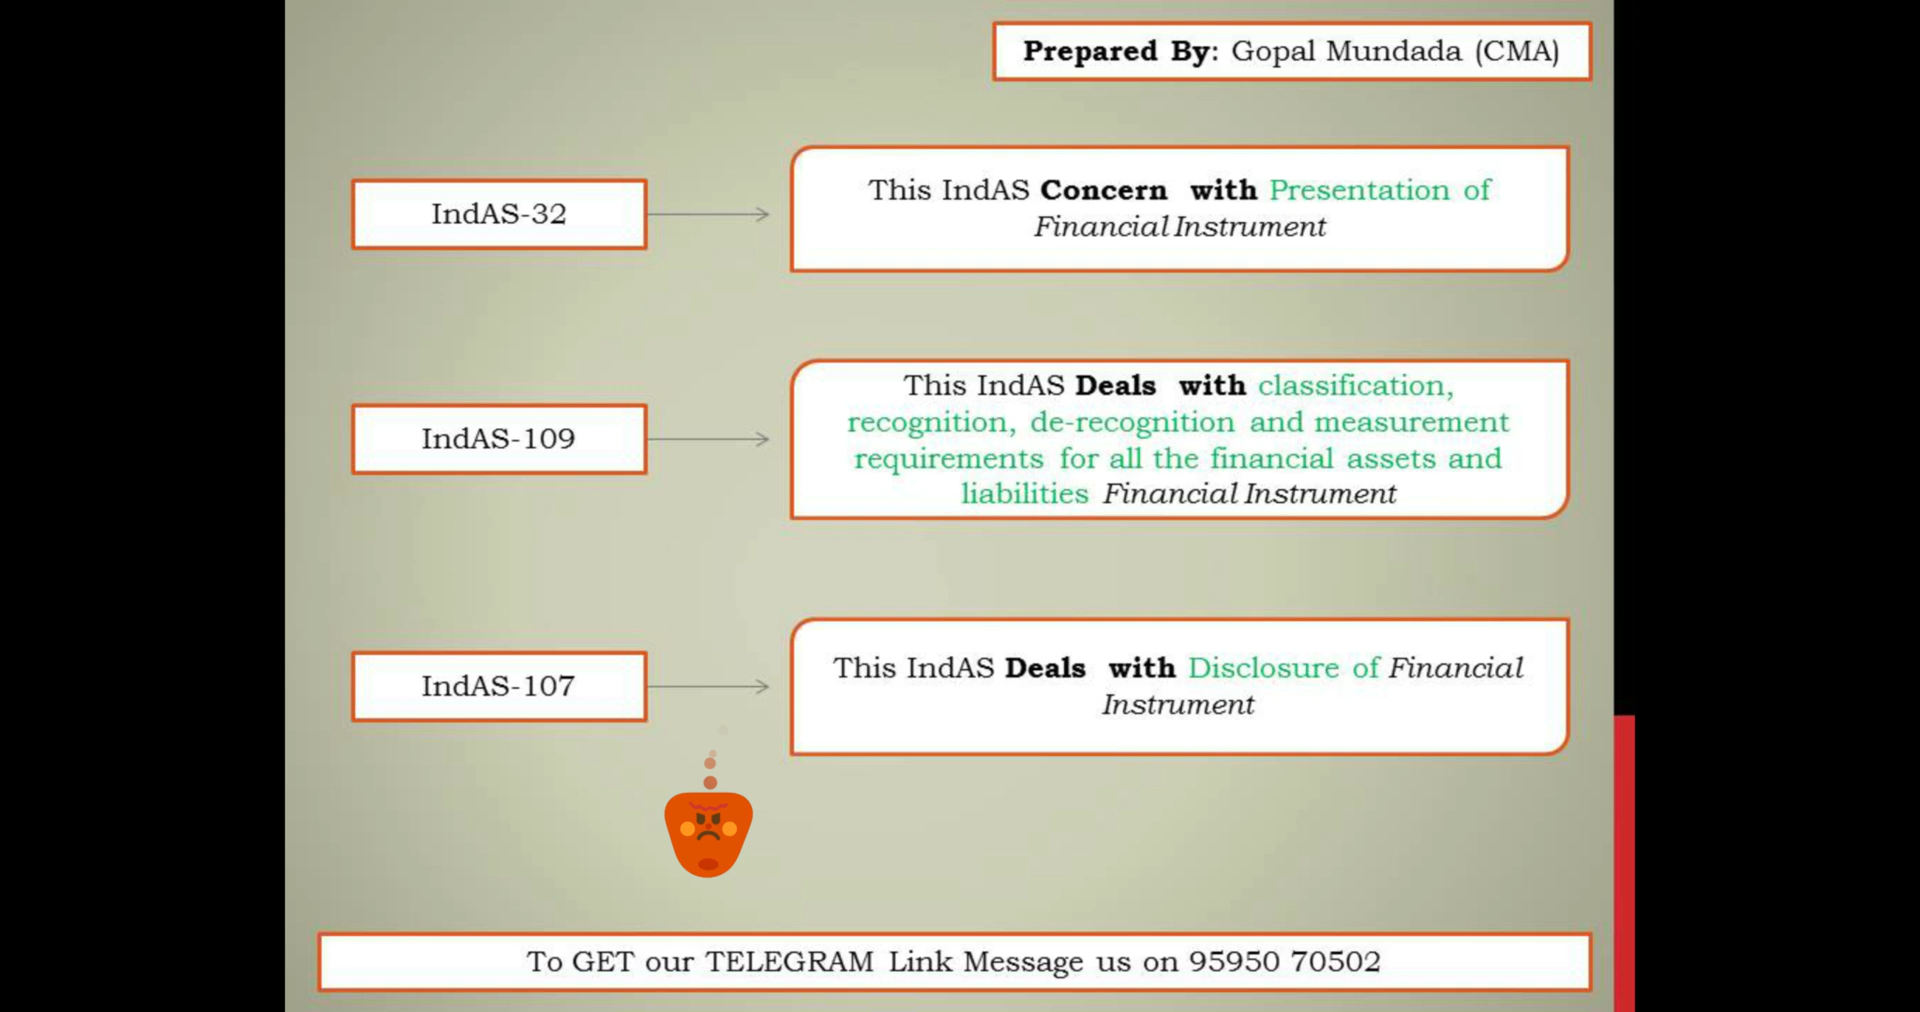 Prepared By: Gopal Mundada (CMA)
IndAS-32
This IndAS Concern with Presentation of
Financial Instrument
IndAS-109
This IndAS Deals with classification,
recognition, de-recognition and measurement
requirements for all the financial assets and
liabilities Financial Instrument
IndAS-107
This IndAS Deals with Disclosure of Financial
Instrument
To GET our TELEGRAM Link Message us on 95950 70502